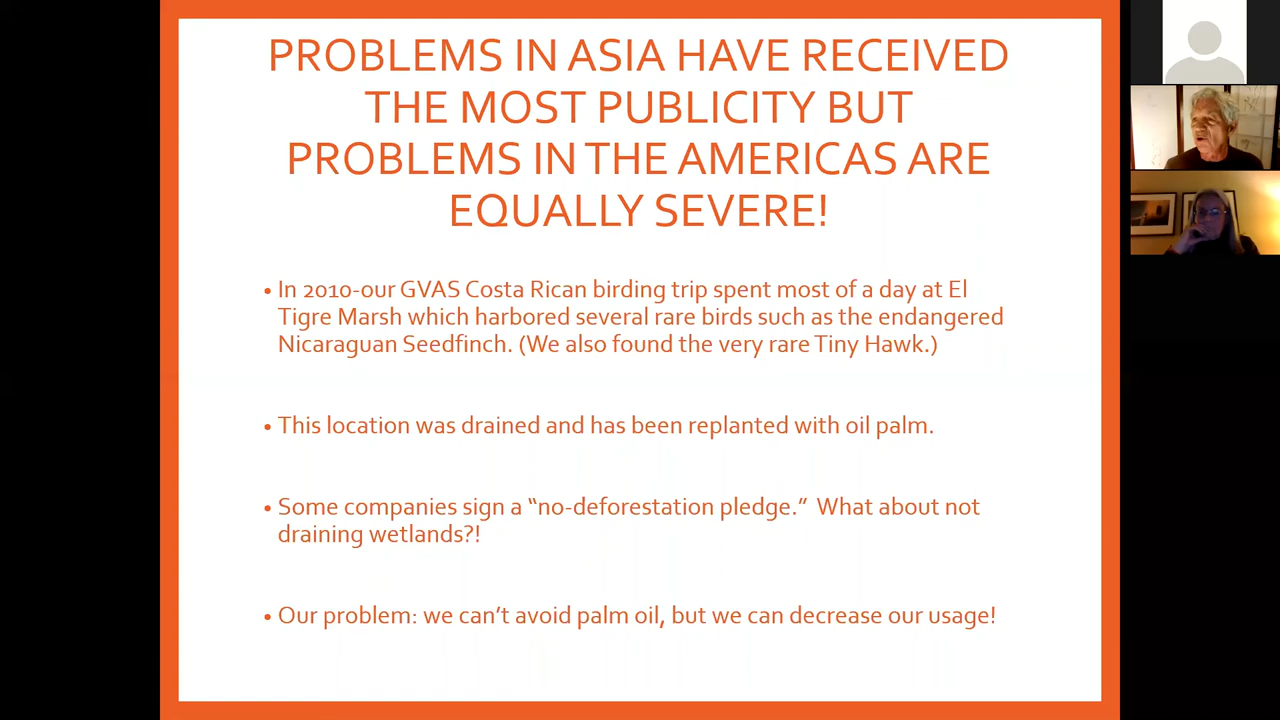 PROBLEMS IN ASIA HAVE RECEIVED
THE MOST PUBLICITY BUT
PROBLEMS IN THE AMERICAS ARE
EQUALLY SEVERE!
• In 2010-our GVAS Costa Rican birding trip spent most of a day at El
Tigre Marsh which harbored several rare birds such as the endangered
Nicaraguan Seedfinch. (We also found the very rare Tiny Hawk.)
• This location was drained and has been replanted with oil palm.
• Some companies sign a “no-deforestation pledge.” What about not
draining wetlands?!
• Our problem: we can’t avoid palm oil, but we can decrease our usage!